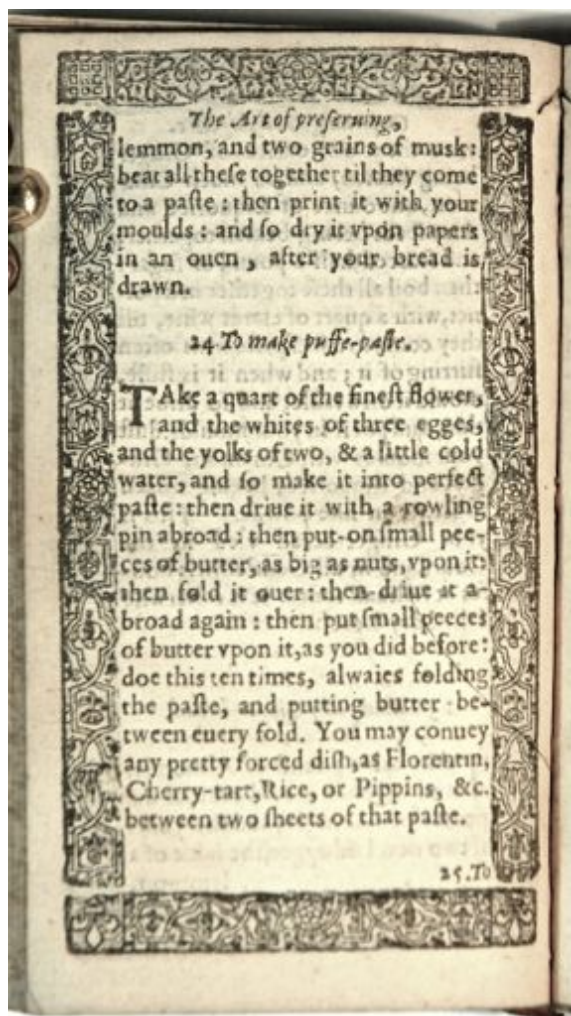 The Art of preſeruing,
lemmon, and two grains of musk:
beat all theſe together til they come
to a paſte : then print it with your
moulds : and ſo dry it vpon papers
in an ouen , after your bread is
drawn.
24 To make puffe-paſte.
TAke a quart of the fineſt flower,
and the whites of three egges,
and the yolks of two, & a little cold
water, and ſo make it into perfect
paſte : then driue it with a rowling
pin abroad : then put on ſmall pee-
ces of butter, as big as nuts, vpon it:
then fold it ouer : then driue it a-
broad again : then put ſmall peeces
of butter vpon it, as you did before:
doe this ten times, alwaies folding
the paſte, and putting butter be-
tween euery fold. You may conuey
any pretty forced diſh, as Florentin,
Cherry-tart, Rice, or Pippins, &c.
between two ſheets of that paſte.
25. To